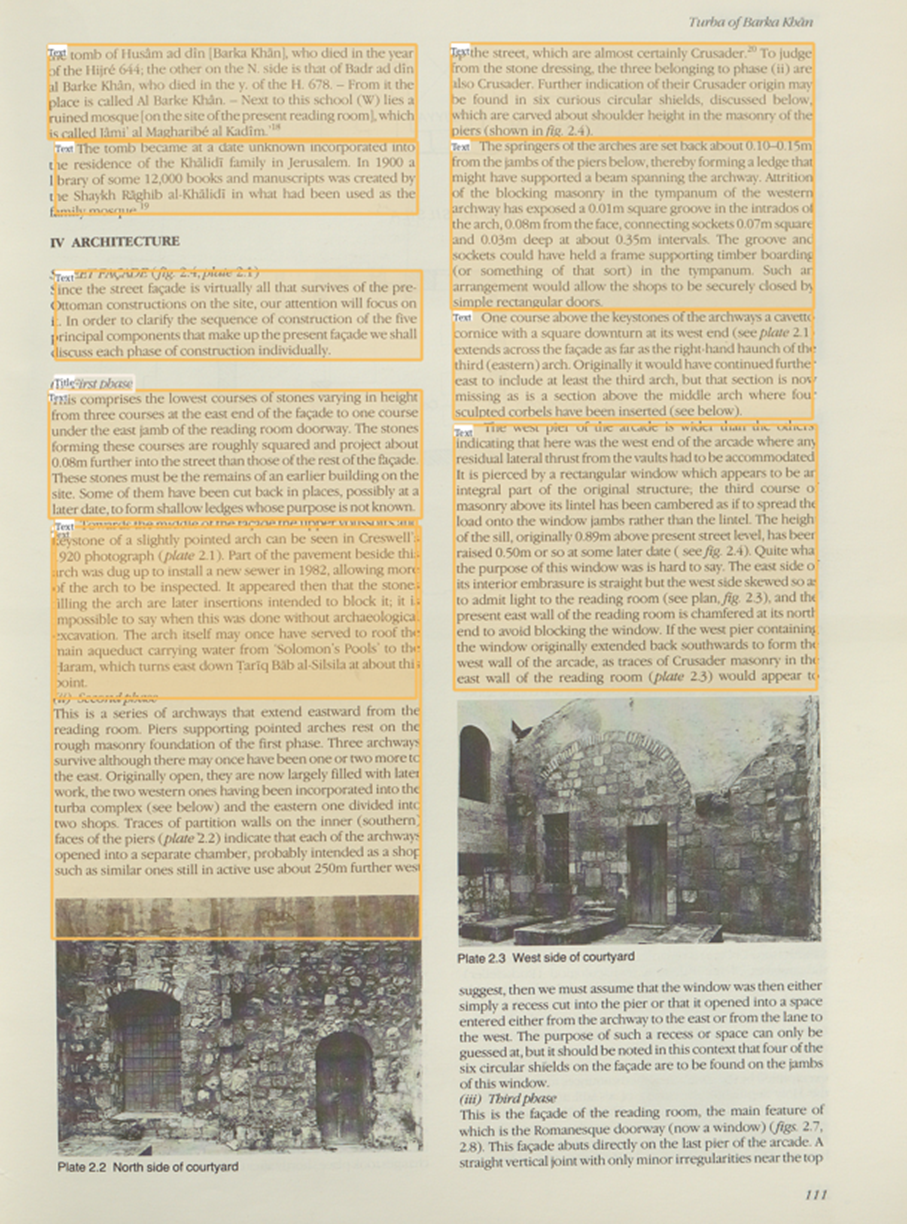 Turba of Barka Khân
tomb of Husâm ad dîn [Barka Khân], who died in the year
of the Hijré 644; the other on the N. side is that of Badr ad dîn
al Barke Khân, who died in the y. of the H. 678. – From it the
place is called Al Barke Khân. – Next to this school (W) lies a
ruined mosque [on the site of the present reading room], which
is called Jâmi' al Magharibé al Kadîm.'¹⁸
Text The tomb became at a date unknown incorporated into
the residence of the Khâlidî family in Jerusalem. In 1900 a
library of some 12,000 books and manuscripts was created by
the Shaykh Râghib al-Khâlidî in what had been used as the
family mosque.¹⁹
IV ARCHITECTURE
STREET FAÇADE (fig. 2.4, plate 2.1)
Text
Since the street façade is virtually all that survives of the pre-
Ottoman constructions on the site, our attention will focus on
it. In order to clarify the sequence of construction of the five
principal components that make up the present façade we shall
discuss each phase of construction individually.
Title First phase
Text
This comprises the lowest courses of stones varying in height
from three courses at the east end of the façade to one course
under the east jamb of the reading room doorway. The stones
forming these courses are roughly squared and project about
0.08m further into the street than those of the rest of the façade.
These stones must be the remains of an earlier building on the
site. Some of them have been cut back in places, possibly at a
later date, to form shallow ledges whose purpose is not known.
Text Towards the middle of the façade the upper voussoirs and
keystone of a slightly pointed arch can be seen in Creswell's
1920 photograph (plate 2.1). Part of the pavement beside this
arch was dug up to install a new sewer in 1982, allowing more
of the arch to be inspected. It appeared then that the stones
filling the arch are later insertions intended to block it; it is
impossible to say when this was done without archaeological
excavation. The arch itself may once have served to roof the
main aqueduct carrying water from 'Solomon's Pools' to the
Haram, which turns east down Ṭarīq Bāb al-Silsila at about this
point.
(ii) Second phase
This is a series of archways that extend eastward from the
reading room. Piers supporting pointed arches rest on the
rough masonry foundation of the first phase. Three archways
survive although there may once have been one or two more to
the east. Originally open, they are now largely filled with later
work, the two western ones having been incorporated into the
turba complex (see below) and the eastern one divided into
two shops. Traces of partition walls on the inner (southern)
faces of the piers (plate 2.2) indicate that each of the archways
opened into a separate chamber, probably intended as a shop
such as similar ones still in active use about 250m further west
Plate 2.2 North side of courtyard
Text the street, which are almost certainly Crusader.²⁰ To judge
from the stone dressing, the three belonging to phase (ii) are
also Crusader. Further indication of their Crusader origin may
be found in six curious circular shields, discussed below,
which are carved about shoulder height in the masonry of the
piers (shown in fig. 2.4).
Text The springers of the arches are set back about 0.10–0.15m
from the jambs of the piers below, thereby forming a ledge that
might have supported a beam spanning the archway. Attrition
of the blocking masonry in the tympanum of the western
archway has exposed a 0.01m square groove in the intrados of
the arch, 0.08m from the face, connecting sockets 0.07m square
and 0.03m deep at about 0.35m intervals. The groove and
sockets could have held a frame supporting timber boarding
(or something of that sort) in the tympanum. Such an
arrangement would allow the shops to be securely closed by
simple rectangular doors.
Text One course above the keystones of the archways a cavetto
cornice with a square downturn at its west end (see plate 2.1)
extends across the façade as far as the right-hand haunch of the
third (eastern) arch. Originally it would have continued further
east to include at least the third arch, but that section is now
missing as is a section above the middle arch where four
sculpted corbels have been inserted (see below).
Text The west pier of the arcade is wider than the others
indicating that here was the west end of the arcade where any
residual lateral thrust from the vaults had to be accommodated
It is pierced by a rectangular window which appears to be an
integral part of the original structure; the third course of
masonry above its lintel has been cambered as if to spread the
load onto the window jambs rather than the lintel. The height
of the sill, originally 0.89m above present street level, has been
raised 0.50m or so at some later date ( see fig. 2.4). Quite what
the purpose of this window was is hard to say. The east side of
its interior embrasure is straight but the west side skewed so as
to admit light to the reading room (see plan, fig. 2.3), and the
present east wall of the reading room is chamfered at its north
end to avoid blocking the window. If the west pier containing
the window originally extended back southwards to form the
west wall of the arcade, as traces of Crusader masonry in the
east wall of the reading room (plate 2.3) would appear to
Plate 2.3 West side of courtyard
suggest, then we must assume that the window was then either
simply a recess cut into the pier or that it opened into a space
entered either from the archway to the east or from the lane to
the west. The purpose of such a recess or space can only be
guessed at, but it should be noted in this context that four of the
six circular shields on the façade are to be found on the jambs
of this window.
(iii) Third phase
This is the façade of the reading room, the main feature of
which is the Romanesque doorway (now a window) (figs. 2.7,
2.8). This façade abuts directly on the last pier of the arcade. A
straight vertical joint with only minor irregularities near the top
111